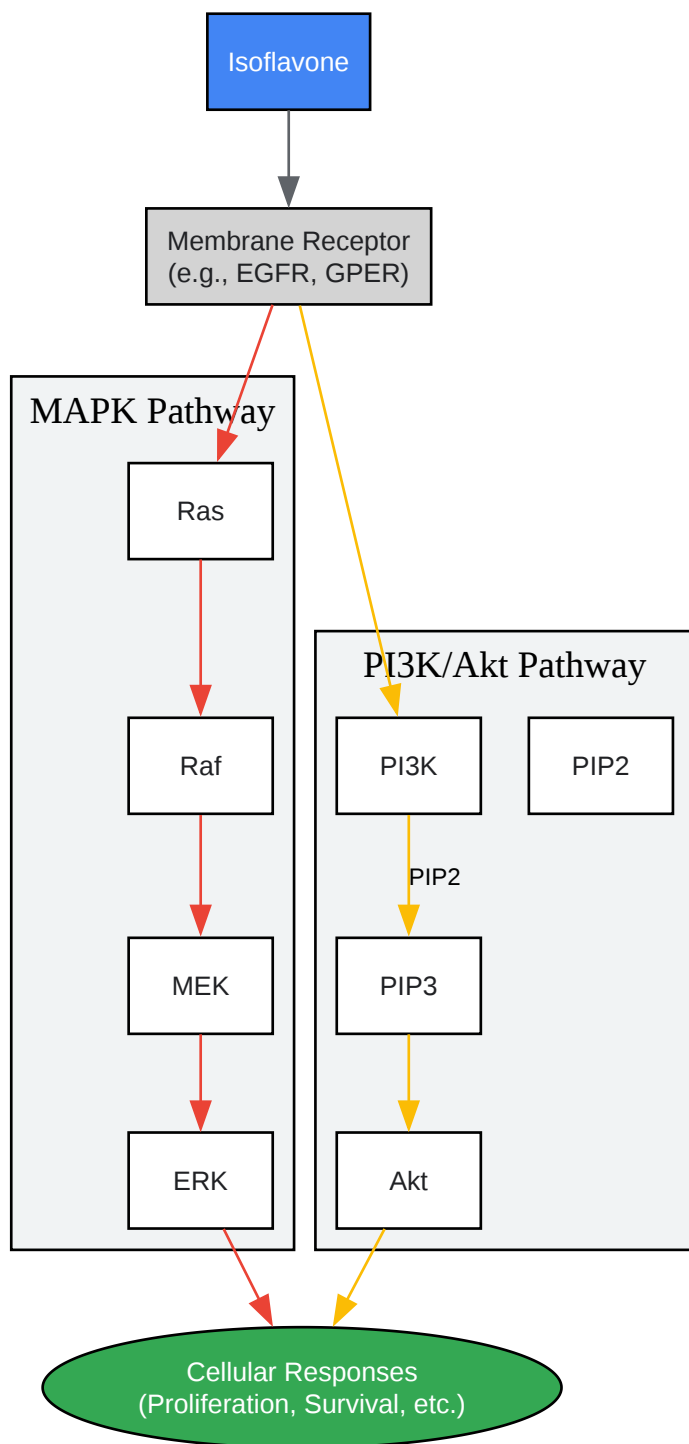 Isoflavone
Membrane Receptor
(e.g., EGFR, GPER)
MAPK Pathway
Ras
PI3K/Akt Pathway
Raf
PI3K
PIP2
PIP2
MEK
PIP3
ERK
Akt
Cellular Responses
(Proliferation, Survival, etc.)